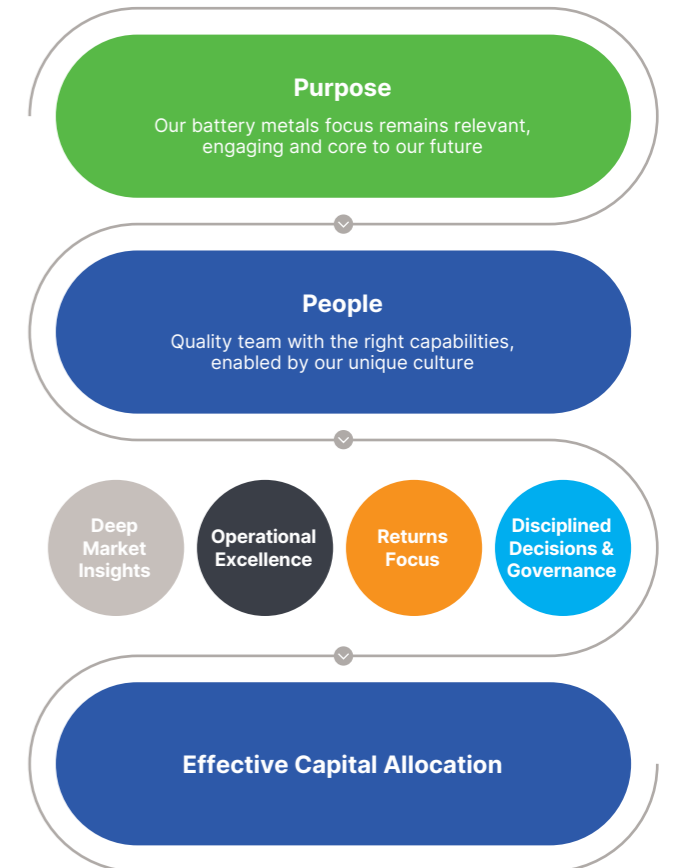 Purpose
Our battery metals focus remains relevant,
engaging and core to our future
People
Quality team with the right capabilities,
enabled by our unique culture
Deep
Market
Insights
Operational
Excellence
Returns
Focus
Disciplined
Decisions &
Governance
Effective Capital Allocation